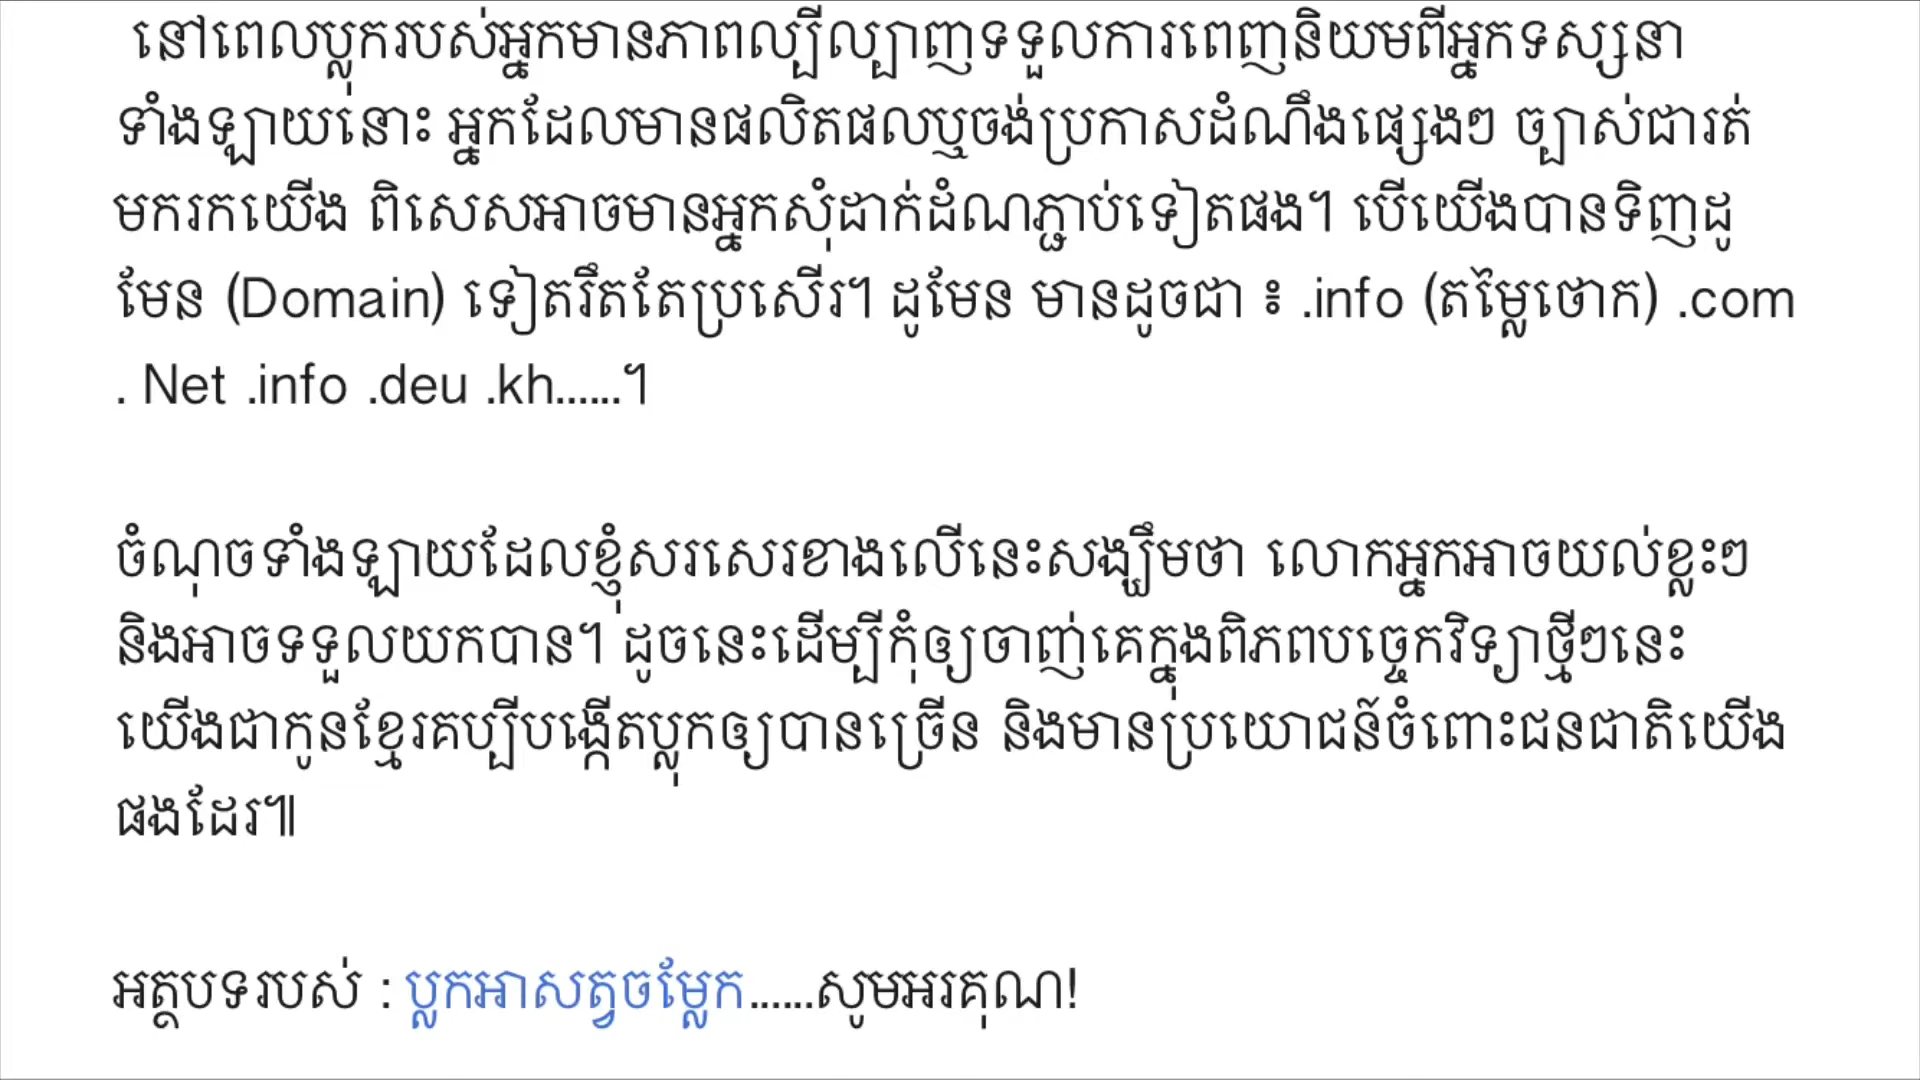 នៅពេលប្លុករបស់អ្នកមានភាពល្បីល្បាញទទួលការពេញនិយមពីអ្នកទស្សនា
ទាំងឡាយនោះ អ្នកដែលមានផលិតផលឬចង់ប្រកាសដំណឹងផ្សេងៗ ច្បាស់ជារត់
មករកយើង ពិសេសអាចមានអ្នកសុំដាក់ដំណភ្ជាប់ទៀតផង។ បើយើងបានទិញដូ
មែន (Domain) ទៀតរឹតតែប្រសើរ។ ដូមែន មានដូចជា ៖ .info (តម្លៃថោក) .com
. Net .info .deu .kh......។
ចំណុចទាំងឡាយដែលខ្ញុំសរសេរខាងលើនេះសង្ឃឹមថា លោកអ្នកអាចយល់ខ្លះៗ
និងអាចទទួលយកបាន។ ដូចនេះដើម្បីកុំឲ្យចាញ់គេក្នុងពិភពបច្ចេកវិទ្យាថ្មីៗនេះ
យើងជាកូនខ្មែរគប្បីបង្កើតប្លុកឲ្យបានច្រើន និងមានប្រយោជន៍ចំពោះជនជាតិយើង
ផងដែរ៕
អត្ថបទរបស់ : ប្លកអាសត្វចម្លែក......សូមអរគុណ!